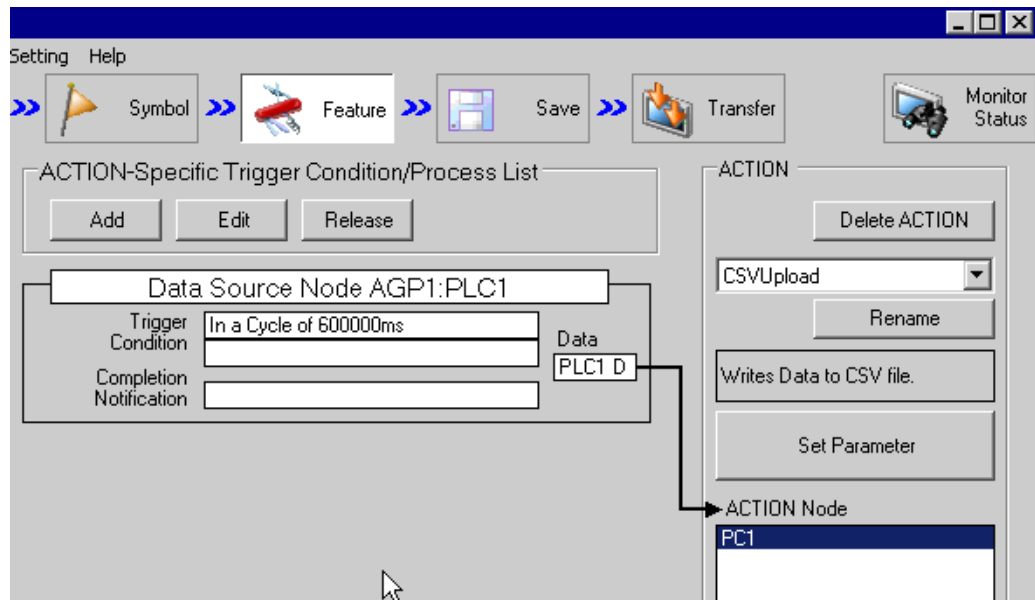 Setting Help
Symbol
Feature
Save
Transfer
Monitor
Status
ACTION-Specific Trigger Condition/Process List
Add Edit Release
Data Source Node AGP1:PLC1
Trigger
Condition
In a Cycle of 600000ms
Completion
Notification
Data
PLC1 D
ACTION
Delete ACTION
CSVUpload
Rename
Writes Data to CSV file.
Set Parameter
ACTION Node
PC1